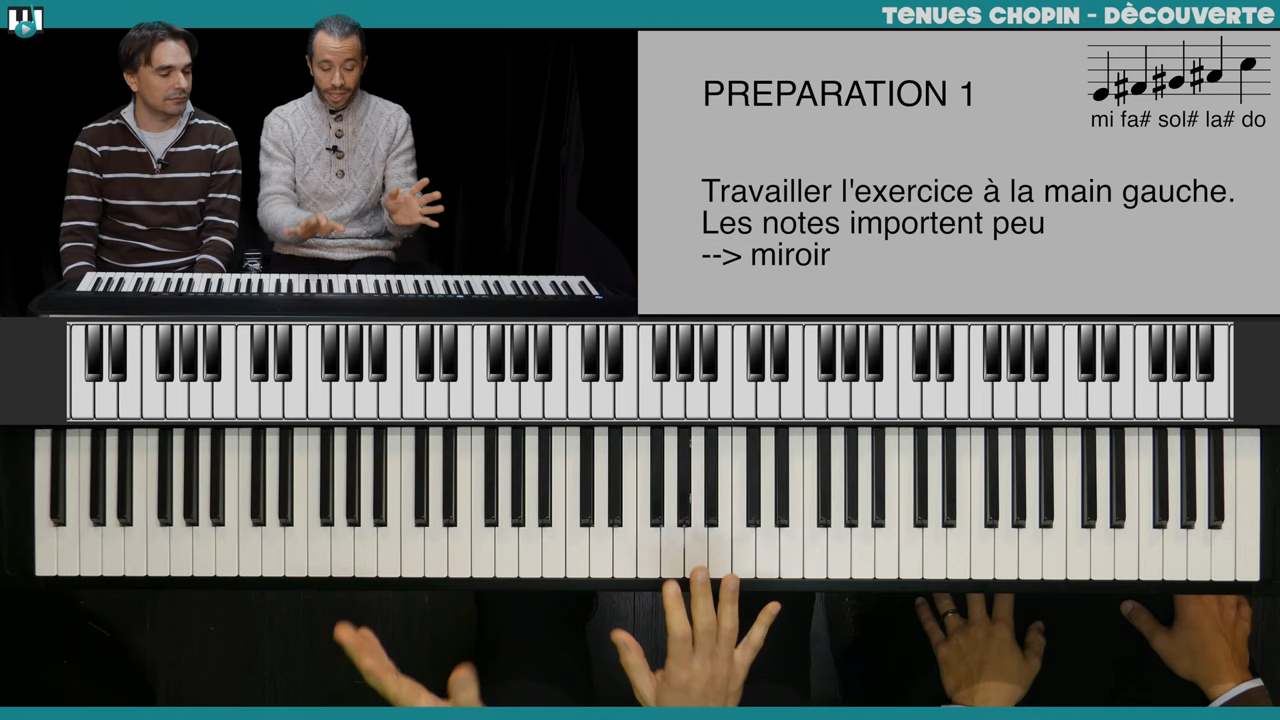 TENUES CHOPIN - DÈCOUVERTE
PREPARATION 1
mi fa# sol# la# do
Travailler l'exercice à la main gauche.
Les notes importent peu
--> miroir